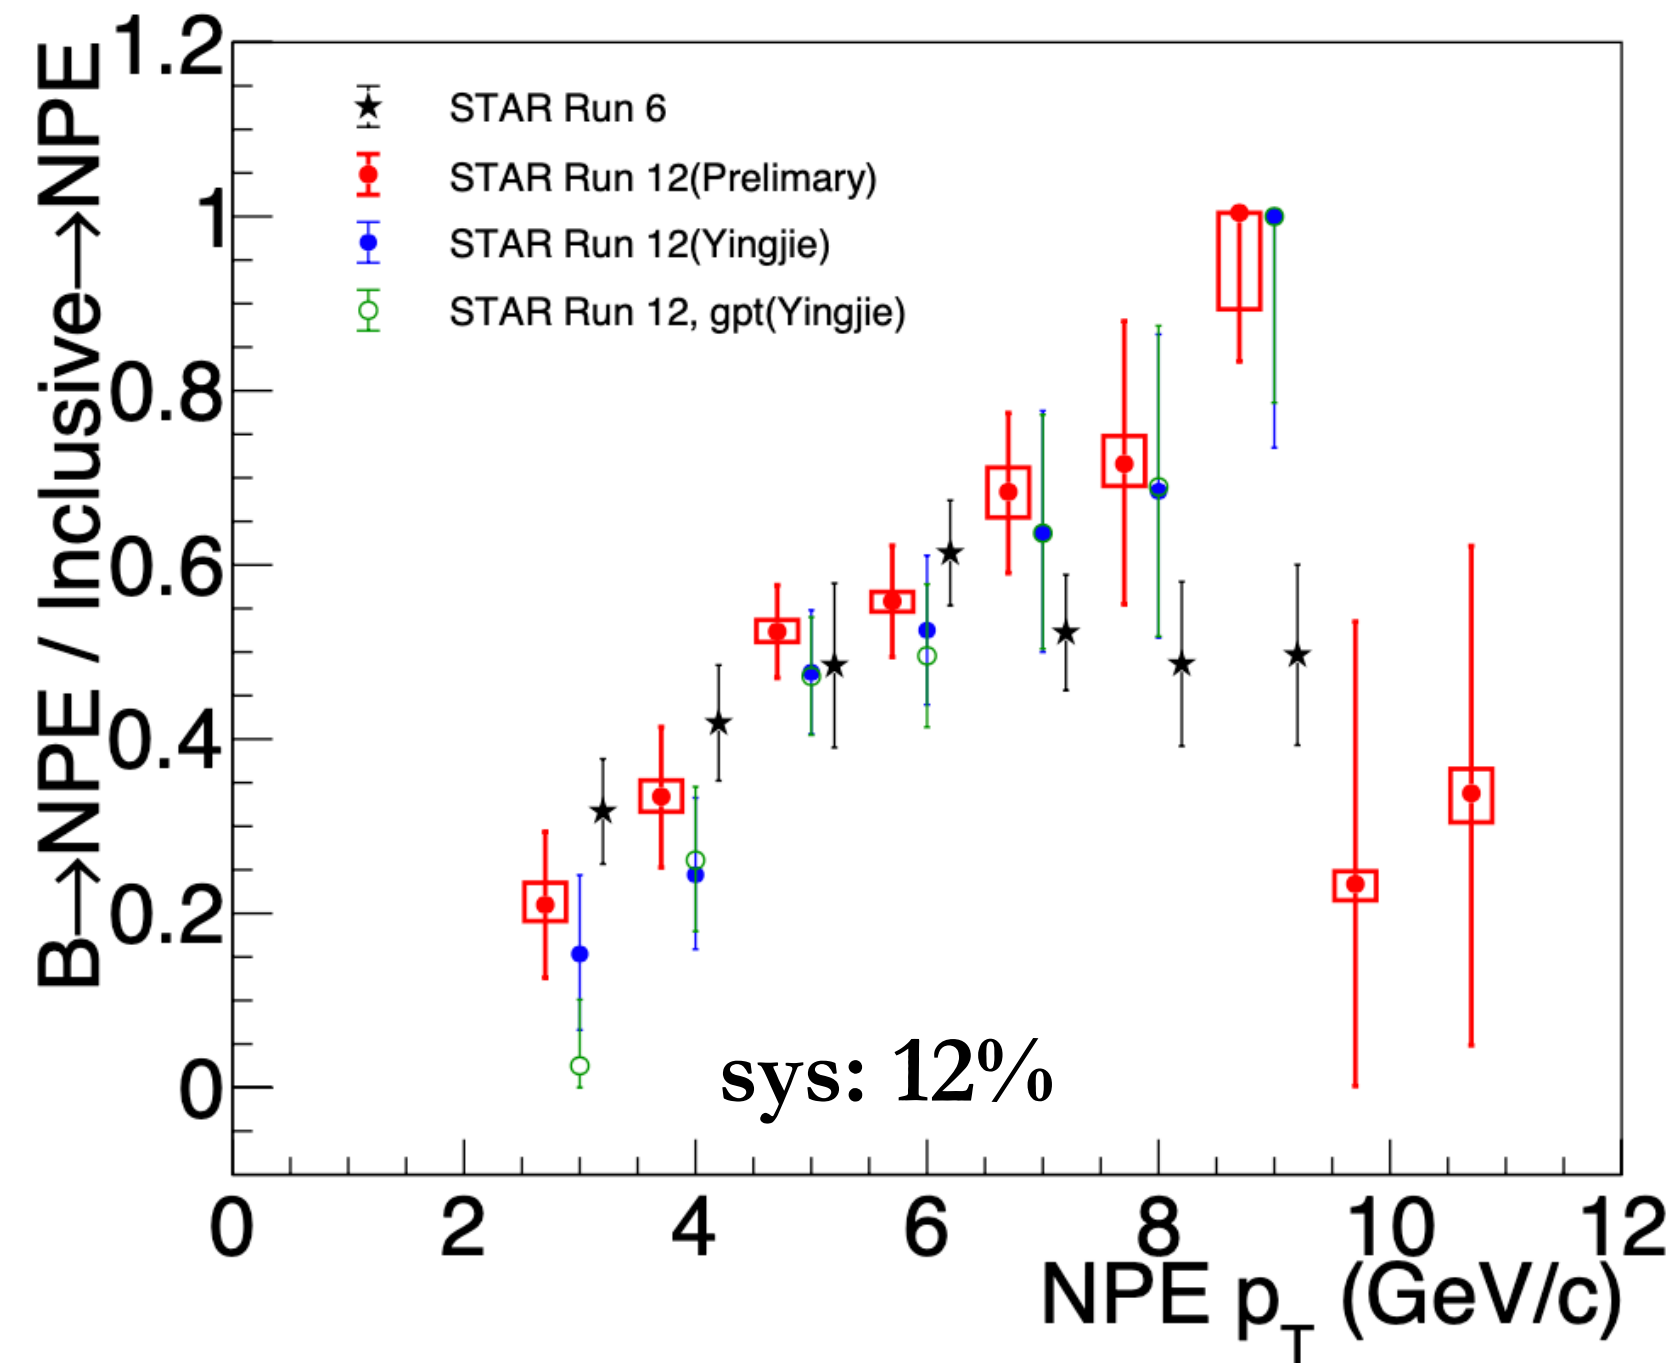 B→NPE / Inclusive→NPE
1.2
1
0.8
0.6
0.4
0.2
0
STAR Run 6
STAR Run 12(Prelimary)
STAR Run 12(Yingjie)
STAR Run 12, gpt(Yingjie)
sys: 12%
0 2 4 6 8 10 12
NPE p_T (GeV/c)